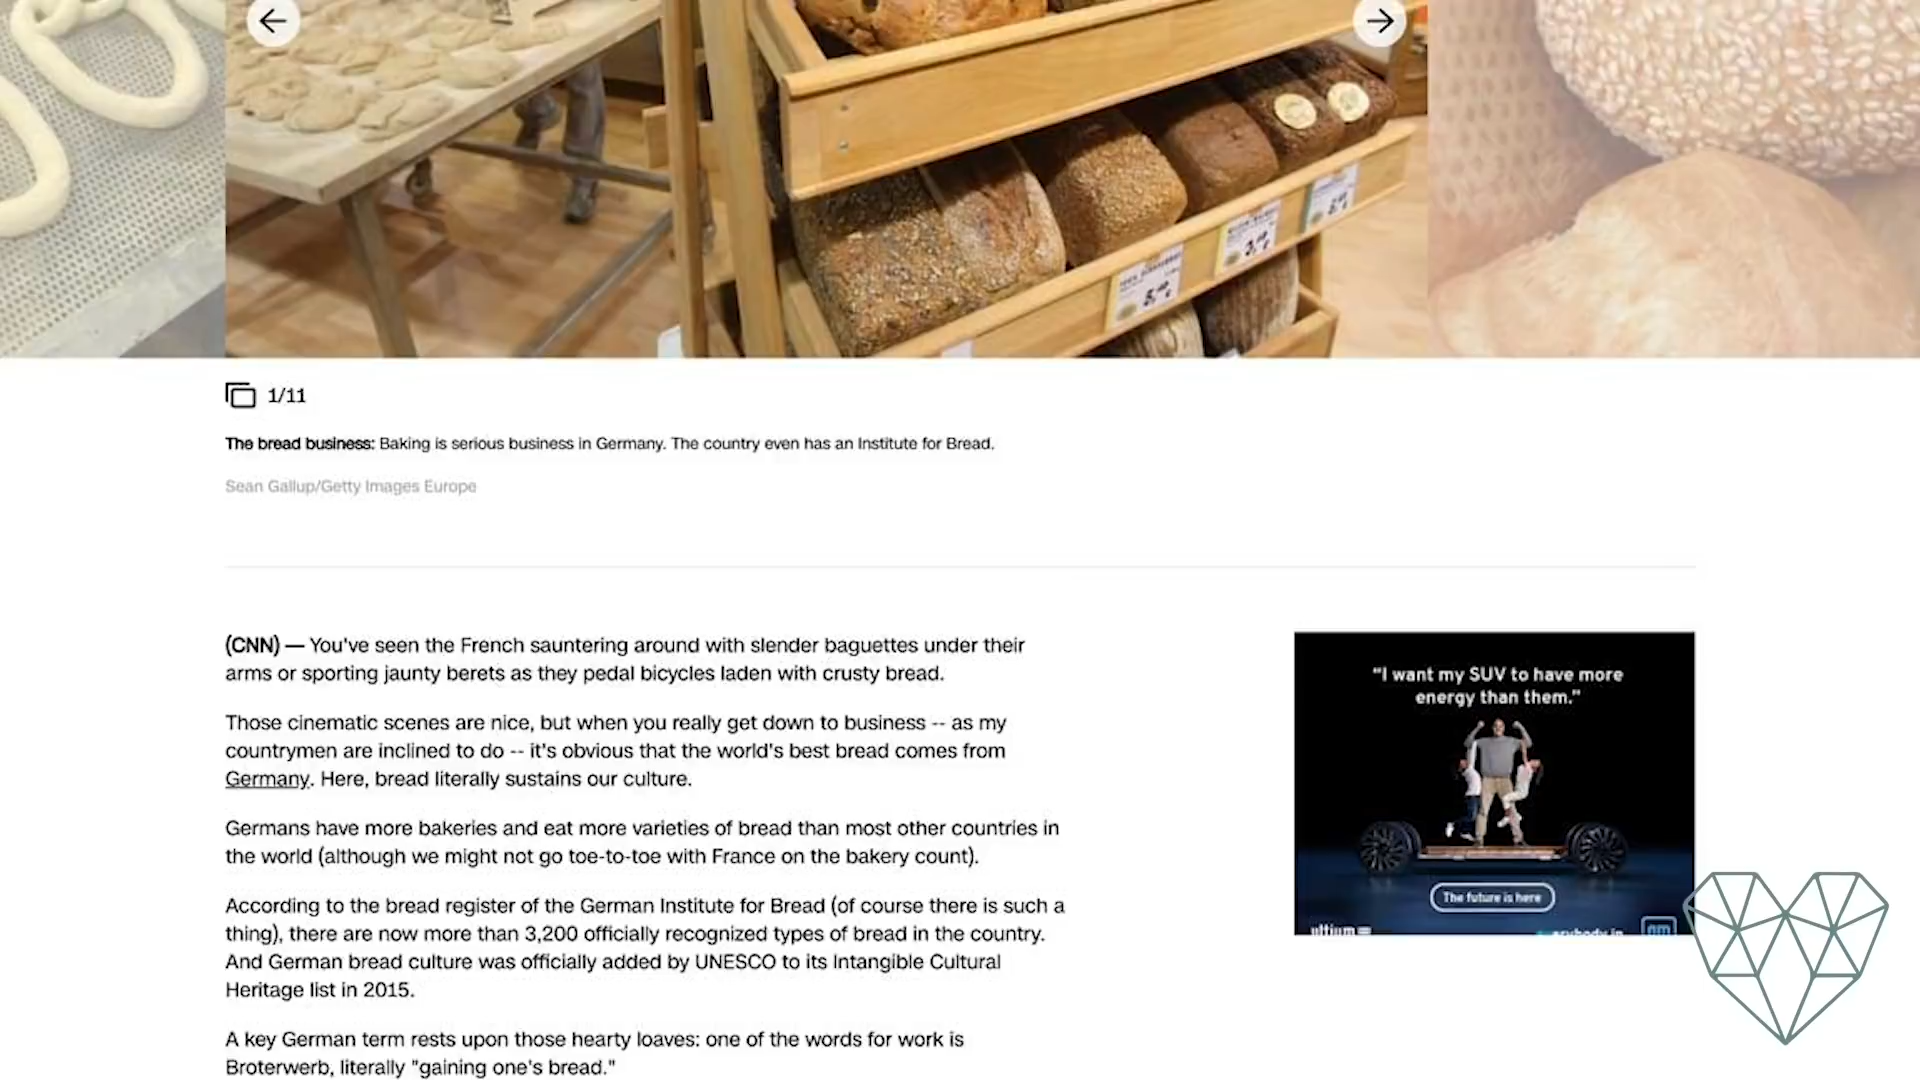 1/11
The bread business: Baking is serious business in Germany. The country even has an Institute for Bread.
Sean Gallup/Getty Images Europe
(CNN) — You've seen the French sauntering around with slender baguettes under their
arms or sporting jaunty berets as they pedal bicycles laden with crusty bread.
Those cinematic scenes are nice, but when you really get down to business -- as my
countrymen are inclined to do -- it's obvious that the world's best bread comes from
Germany. Here, bread literally sustains our culture.
Germans have more bakeries and eat more varieties of bread than most other countries in
the world (although we might not go toe-to-toe with France on the bakery count).
According to the bread register of the German Institute for Bread (of course there is such a
thing), there are now more than 3,200 officially recognized types of bread in the country.
And German bread culture was officially added by UNESCO to its Intangible Cultural
Heritage list in 2015.
A key German term rests upon those hearty loaves: one of the words for work is
Broterwerb, literally "gaining one's bread."
"I want my SUV to have more
energy than them."
The future is here
ultium
gm